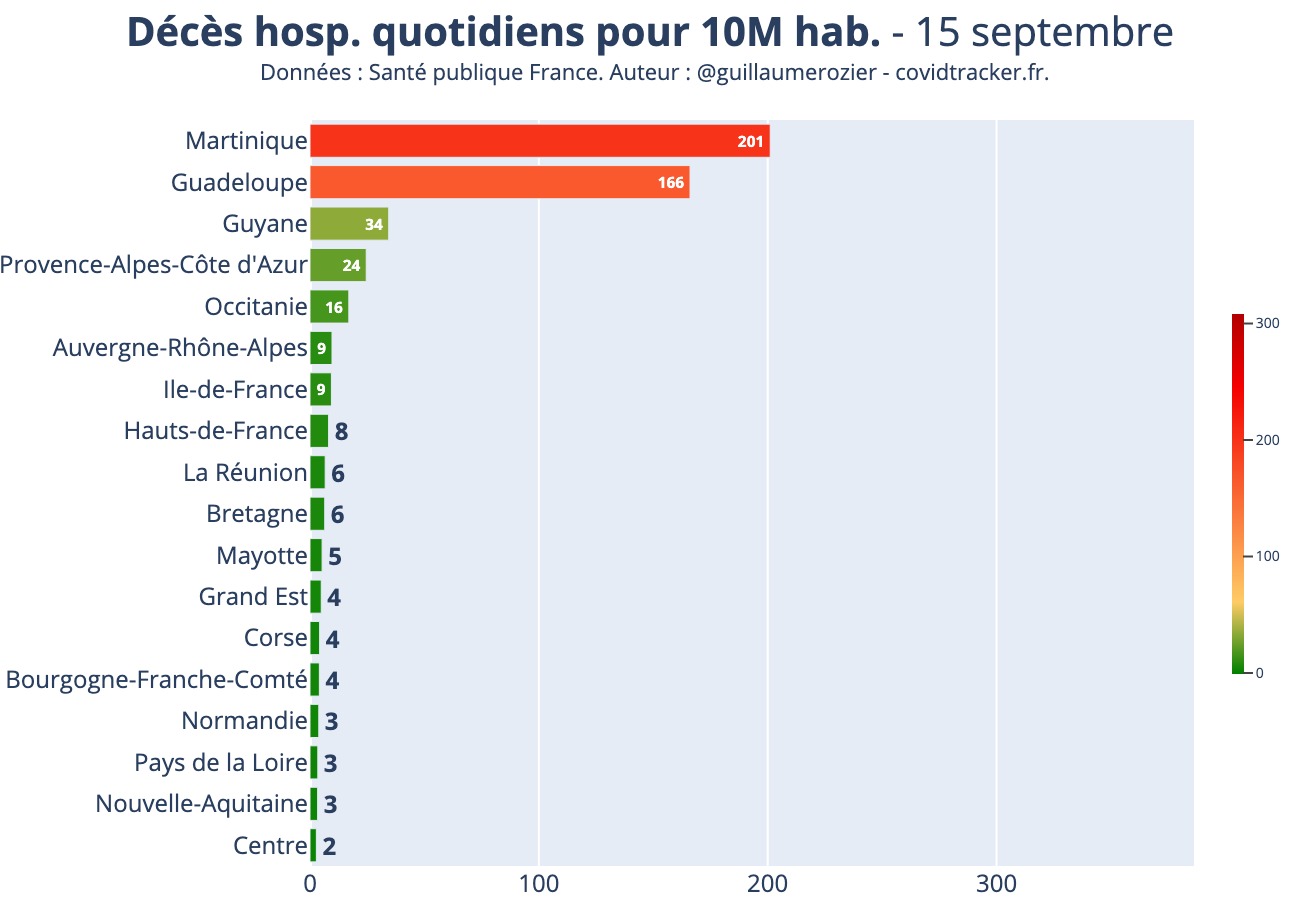 Décès hosp. quotidiens pour 10M hab. - 15 septembre
Données : Santé publique France. Auteur : @guillaumerozier - covidtracker.fr.
Martinique 201
Guadeloupe 166
Guyane 34
Provence-Alpes-Côte d'Azur 24
Occitanie 16
Auvergne-Rhône-Alpes 9
Ile-de-France 9
Hauts-de-France 8
La Réunion 6
Bretagne 6
Mayotte 5
Grand Est 4
Corse 4
Bourgogne-Franche-Comté 4
Normandie 3
Pays de la Loire 3
Nouvelle-Aquitaine 3
Centre 2
0 100 200 300
300
200
100
0